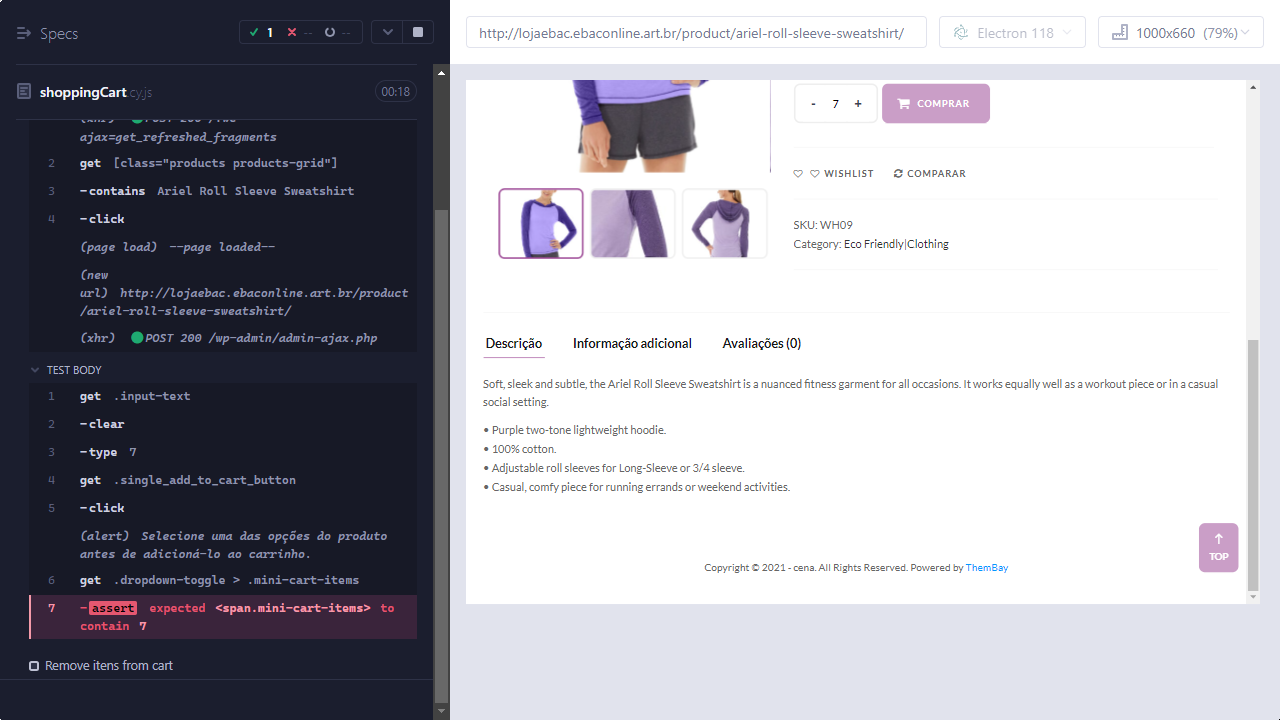 Specs
1 -- --
shoppingCart.cy.js
00:18
(xhr) POST 200 /?wc-
ajax=get_refreshed_fragments
2 get [class="products products-grid"]
3 -contains Ariel Roll Sleeve Sweatshirt
4 -click
(page load) --page loaded--
(new
url) http://lojaebac.ebaconline.art.br/product
/ariel-roll-sleeve-sweatshirt/
(xhr) POST 200 /wp-admin/admin-ajax.php
TEST BODY
1 get .input-text
2 -clear
3 -type 7
4 get .single_add_to_cart_button
5 -click
(alert) Selecione uma das opções do produto
antes de adicioná-lo ao carrinho.
6 get .dropdown-toggle > .mini-cart-items
7 -assert expected <span.mini-cart-items> to
contain 7
Remove itens from cart
http://lojaebac.ebaconline.art.br/product/ariel-roll-sleeve-sweatshirt/
Electron 118
1000x660 (79%)
- 7 +
COMPRAR
WISHLIST
COMPARAR
SKU: WH09
Category: Eco Friendly|Clothing
Descrição
Informação adicional
Avaliações (0)
Soft, sleek and subtle, the Ariel Roll Sleeve Sweatshirt is a nuanced fitness garment for all occasions. It works equally well as a workout piece or in a casual
social setting.
• Purple two-tone lightweight hoodie.
• 100% cotton.
• Adjustable roll sleeves for Long-Sleeve or 3/4 sleeve.
• Casual, comfy piece for running errands or weekend activities.
TOP
Copyright © 2021 - cena. All Rights Reserved. Powered by ThemBay